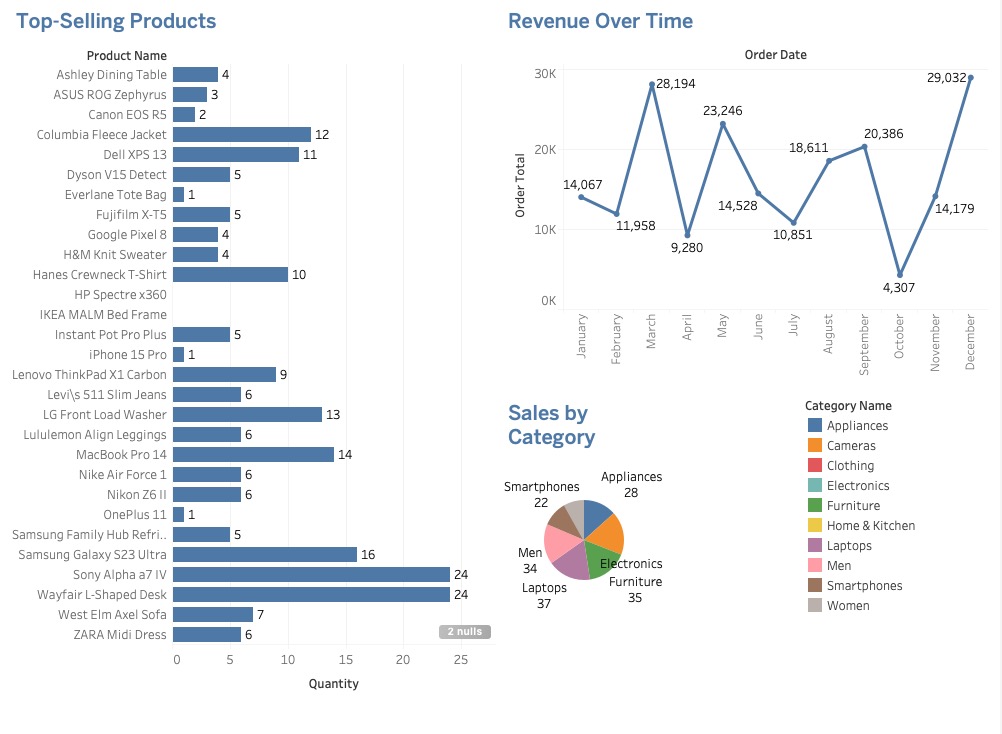 Top-Selling Products
Product Name
Ashley Dining Table 4
ASUS ROG Zephyrus 3
Canon EOS R5 2
Columbia Fleece Jacket 12
Dell XPS 13 11
Dyson V15 Detect 5
Everlane Tote Bag 1
Fujifilm X-T5 5
Google Pixel 8 4
H&M Knit Sweater 4
Hanes Crewneck T-Shirt 10
HP Spectre x360
IKEA MALM Bed Frame
Instant Pot Pro Plus 5
iPhone 15 Pro 1
Lenovo ThinkPad X1 Carbon 9
Levi\s 511 Slim Jeans 6
LG Front Load Washer 13
Lululemon Align Leggings 6
MacBook Pro 14 14
Nike Air Force 1 6
Nikon Z6 II 6
OnePlus 11 1
Samsung Family Hub Refri.. 5
Samsung Galaxy S23 Ultra 16
Sony Alpha a7 IV 24
Wayfair L-Shaped Desk 24
West Elm Axel Sofa 7
ZARA Midi Dress 6
2 nulls
0 5 10 15 20 25
Quantity
Revenue Over Time
Order Date
Order Total
30K
20K
10K
0K
14,067
11,958
28,194
9,280
23,246
14,528
10,851
18,611
20,386
4,307
14,179
29,032
January
February
March
April
May
June
July
August
September
October
November
December
Sales by
Category
Appliances
28
Smartphones
22
Men
34
Laptops
37
Electronics
Furniture
35
Category Name
Appliances
Cameras
Clothing
Electronics
Furniture
Home & Kitchen
Laptops
Men
Smartphones
Women